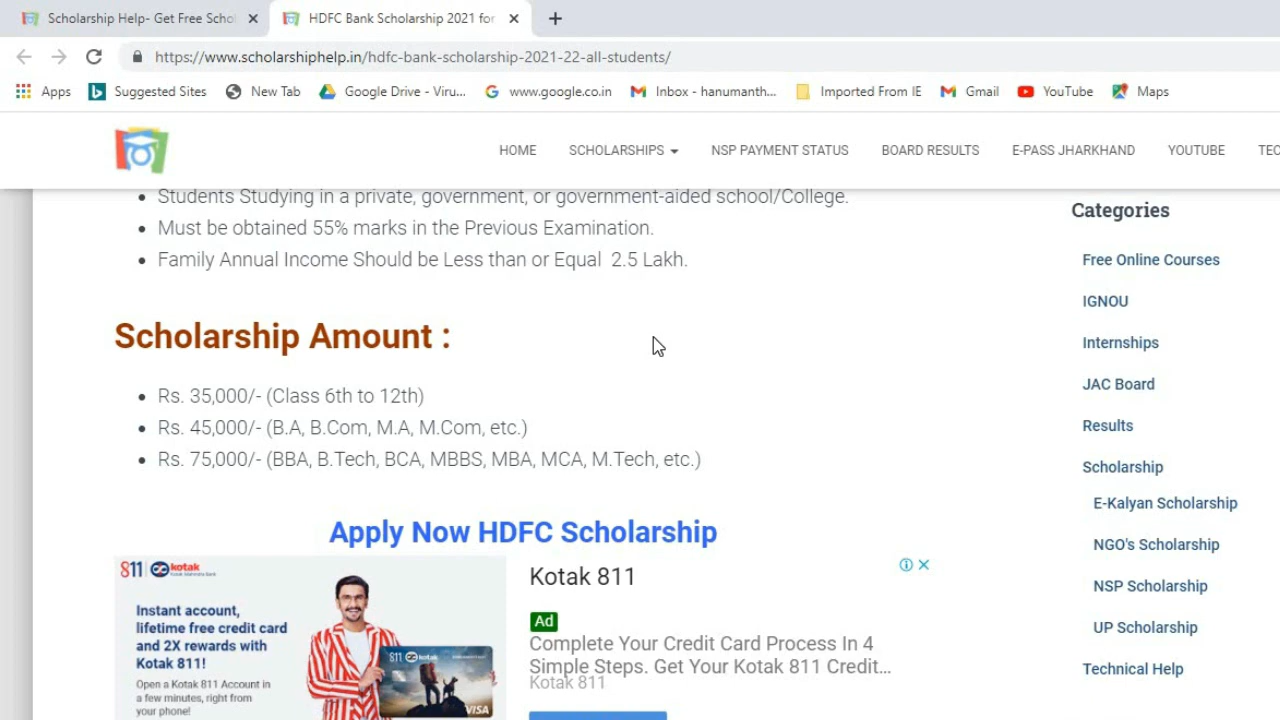 Scholarship Help- Get Free Schol
HDFC Bank Scholarship 2021 for
https://www.scholarshiphelp.in/hdfc-bank-scholarship-2021-22-all-students/
Apps
Suggested Sites
New Tab
Google Drive - Viru...
www.google.co.in
Inbox - hanumanth...
Imported From IE
Gmail
YouTube
Maps
HOME
SCHOLARSHIPS
NSP PAYMENT STATUS
BOARD RESULTS
E-PASS JHARKHAND
YOUTUBE
TEC
Students Studying in a private, government, or government-aided school/College.
Must be obtained 55% marks in the Previous Examination.
Family Annual Income Should be Less than or Equal 2.5 Lakh.
Scholarship Amount :
Rs. 35,000/- (Class 6th to 12th)
Rs. 45,000/- (B.A, B.Com, M.A, M.Com, etc.)
Rs. 75,000/- (BBA, B.Tech, BCA, MBBS, MBA, MCA, M.Tech, etc.)
Apply Now HDFC Scholarship
811 kotak
Kotak Mahindra Bank
Instant account,
lifetime free credit card
and 2X rewards with
Kotak 811!
Open a Kotak 811 Account in
a few minutes, right from
your phone!
811 kotak
VISA
Kotak 811
Ad
Complete Your Credit Card Process In 4
Simple Steps. Get Your Kotak 811 Credit...
Kotak 811
Categories
Free Online Courses
IGNOU
Internships
JAC Board
Results
Scholarship
E-Kalyan Scholarship
NGO's Scholarship
NSP Scholarship
UP Scholarship
Technical Help